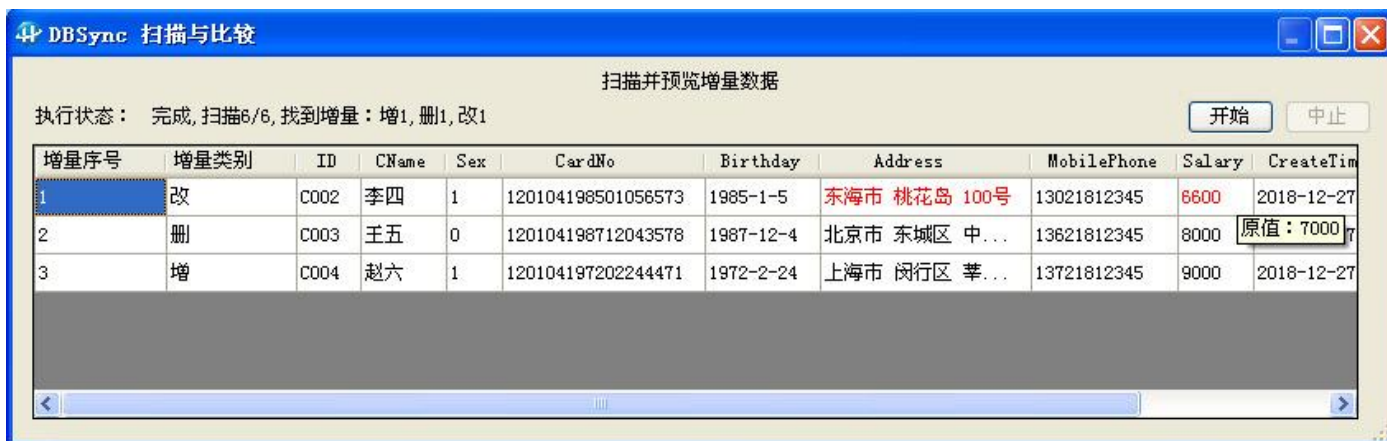 DBSync 扫描与比较
扫描并预览增量数据
执行状态： 完成,扫描6/6,找到增量：增1,删1,改1 开始 中止
增量序号 增量类别 ID CName Sex CardNo Birthday Address MobilePhone Salary CreateTim
1 改 C002 李四 1 120104198501056573 1985-1-5 东海市 桃花岛 100号 13021812345 6600 2018-12-27
原值：7000
2 删 C003 王五 0 120104198712043578 1987-12-4 北京市 东城区 中... 13621812345 8000 7
3 增 C004 赵六 1 120104197202244471 1972-2-24 上海市 闵行区 莘... 13721812345 9000 2018-12-27